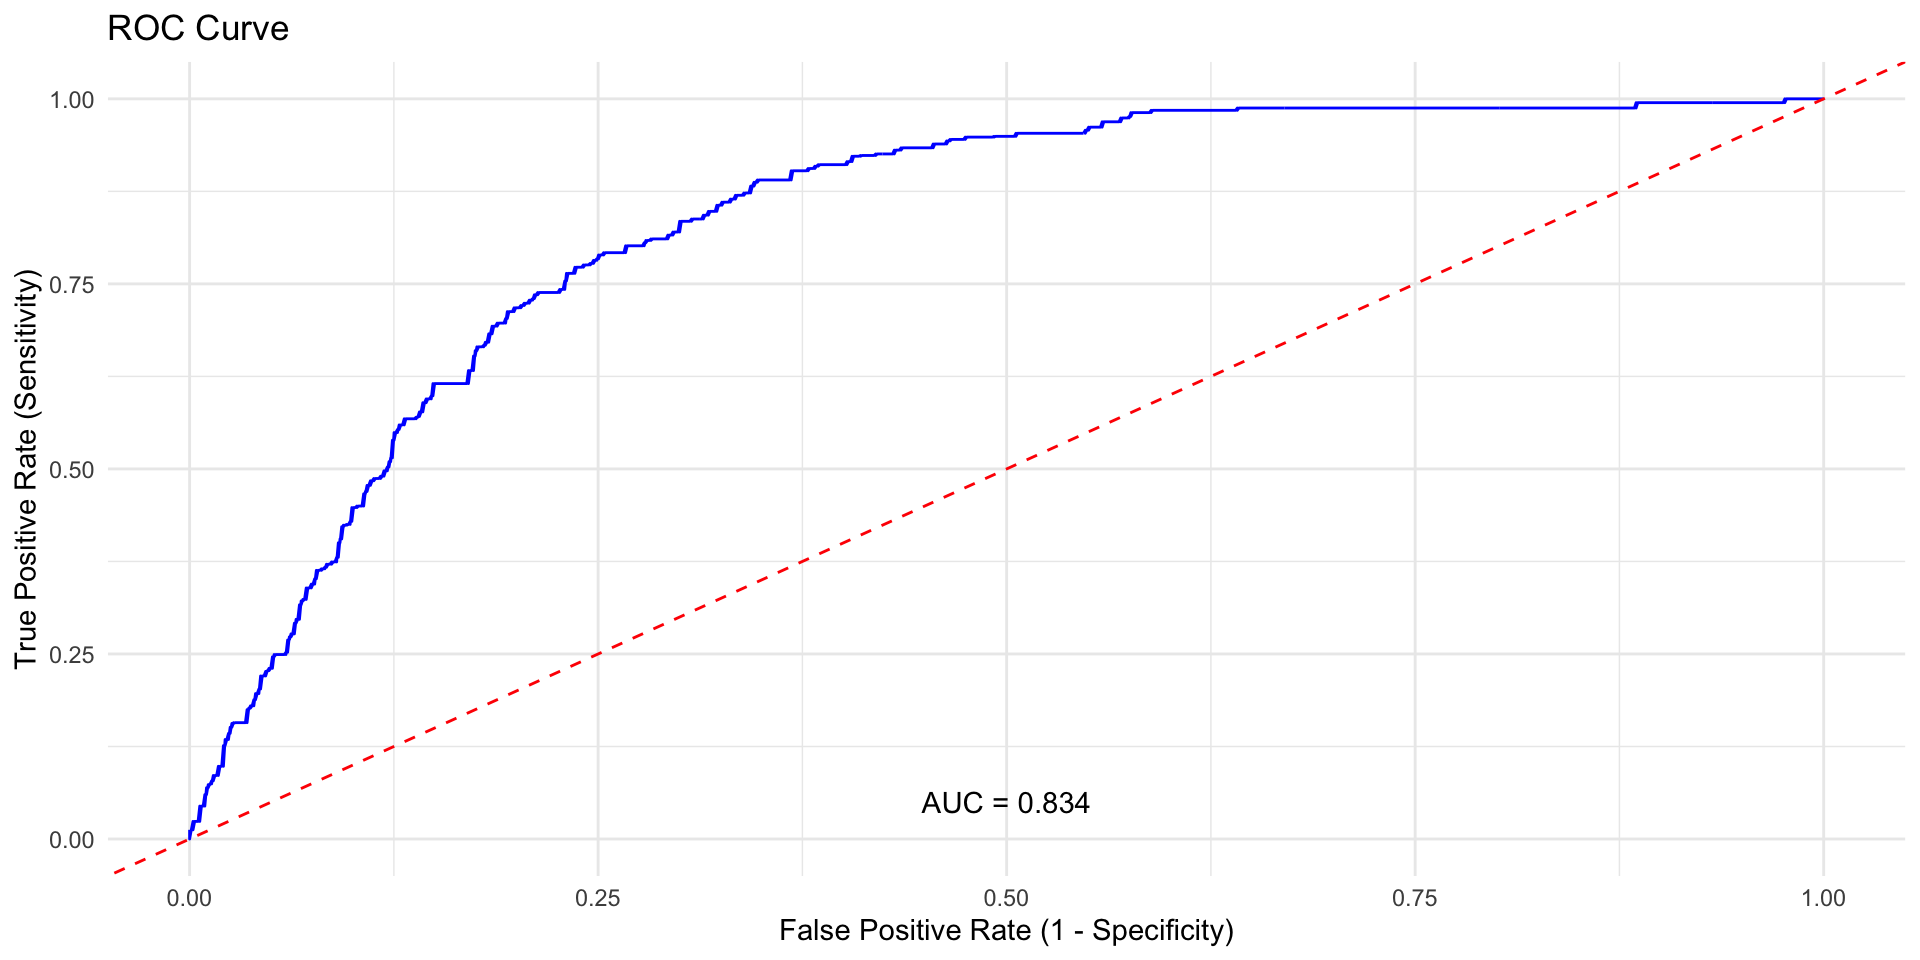 ROC Curve
True Positive Rate (Sensitivity)
1.00
0.75
0.50
0.25
0.00
AUC = 0.834
0.00 0.25 0.50 0.75 1.00
False Positive Rate (1 - Specificity)